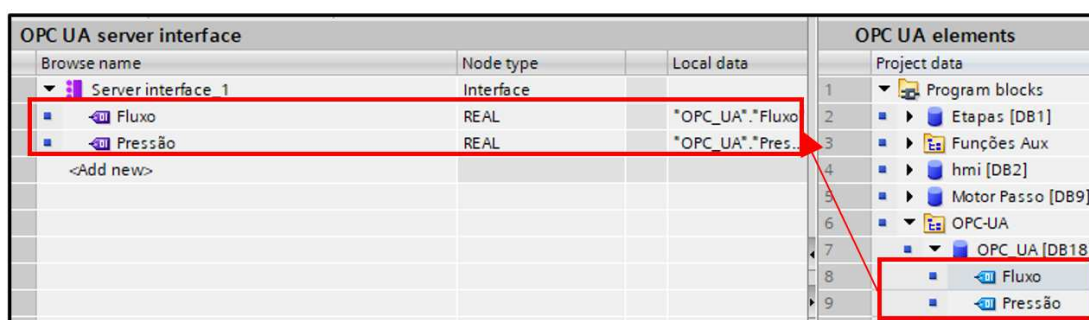 OPC UA server interface
Browse name Node type Local data
Server interface_1 Interface
Fluxo REAL "OPC_UA"."Fluxo
Pressão REAL "OPC_UA"."Pres...
<Add new>
OPC UA elements
Project data
1 Program blocks
2 Etapas [DB1]
3 Funções Aux
4 hmi [DB2]
5 Motor Passo [DB9]
6 OPC-UA
7 OPC_UA [DB18
8 Fluxo
9 Pressão